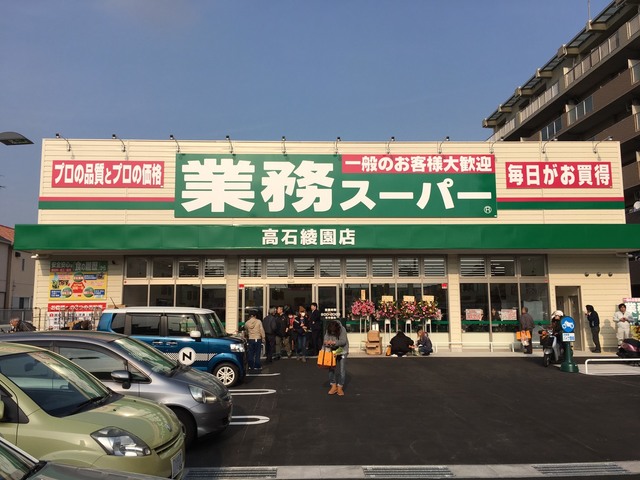 プロの品質とプロの価格
業務スーパー
一般のお客様大歓迎
®
毎日がお買得
高石綾園店
N